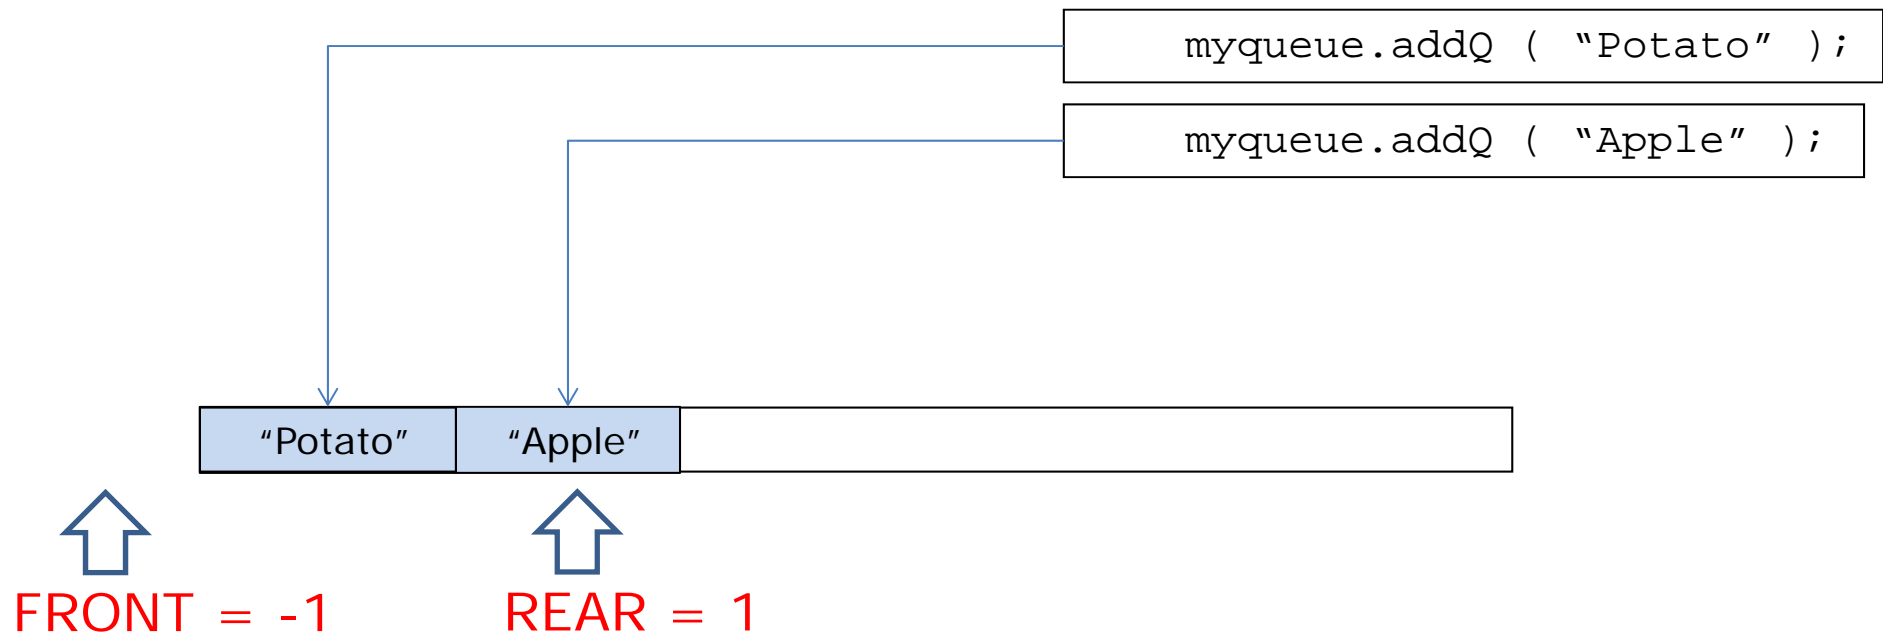 myqueue.addQ ( “Potato” );
myqueue.addQ ( “Apple” );
“Potato” “Apple”
FRONT = -1 REAR = 1